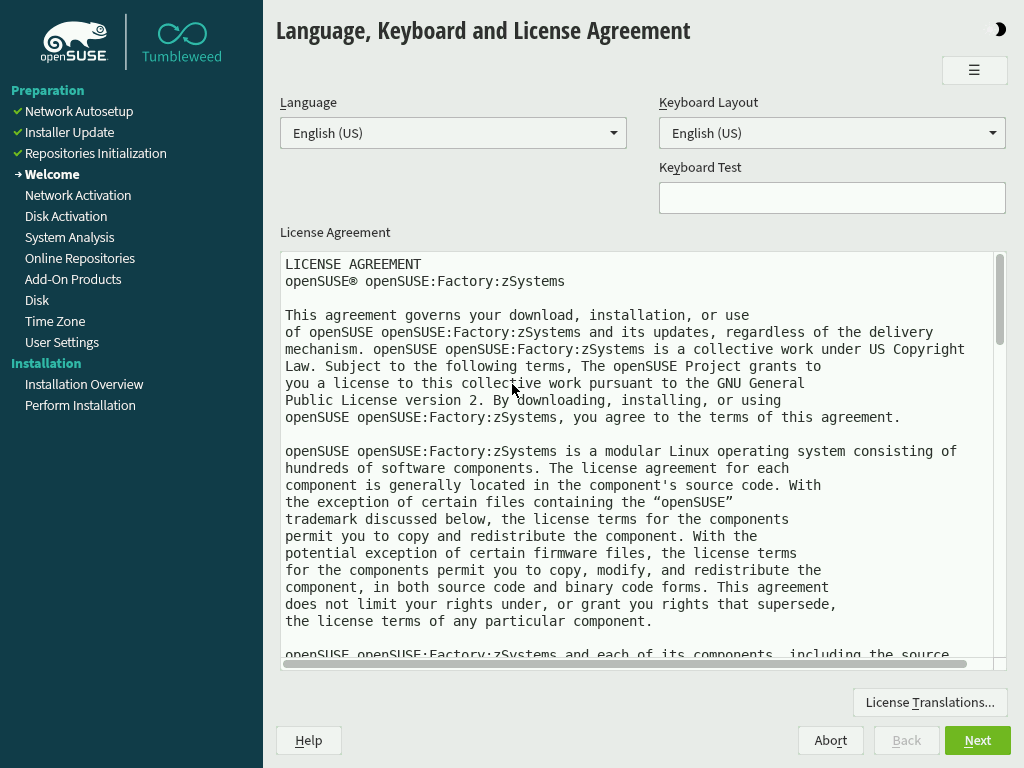 openSUSE
Tumbleweed
Preparation
Network Autosetup
Installer Update
Repositories Initialization
Welcome
Network Activation
Disk Activation
System Analysis
Online Repositories
Add-On Products
Disk
Time Zone
User Settings
Installation
Installation Overview
Perform Installation
Language, Keyboard and License Agreement
Language
English (US)
Keyboard Layout
English (US)
Keyboard Test
License Agreement
LICENSE AGREEMENT
openSUSE® openSUSE:Factory:zSystems
This agreement governs your download, installation, or use
of openSUSE openSUSE:Factory:zSystems and its updates, regardless of the delivery
mechanism. openSUSE openSUSE:Factory:zSystems is a collective work under US Copyright
Law. Subject to the following terms, The openSUSE Project grants to
you a license to this collective work pursuant to the GNU General
Public License version 2. By downloading, installing, or using
openSUSE openSUSE:Factory:zSystems, you agree to the terms of this agreement.
openSUSE openSUSE:Factory:zSystems is a modular Linux operating system consisting of
hundreds of software components. The license agreement for each
component is generally located in the component's source code. With
the exception of certain files containing the “openSUSE”
trademark discussed below, the license terms for the components
permit you to copy and redistribute the component. With the
potential exception of certain firmware files, the license terms
for the components permit you to copy, modify, and redistribute the
component, in both source code and binary code forms. This agreement
does not limit your rights under, or grant you rights that supersede,
the license terms of any particular component.
openSUSE openSUSE:Factory:zSystems and each of its components, including the source
License Translations...
Help
Abort
Back
Next